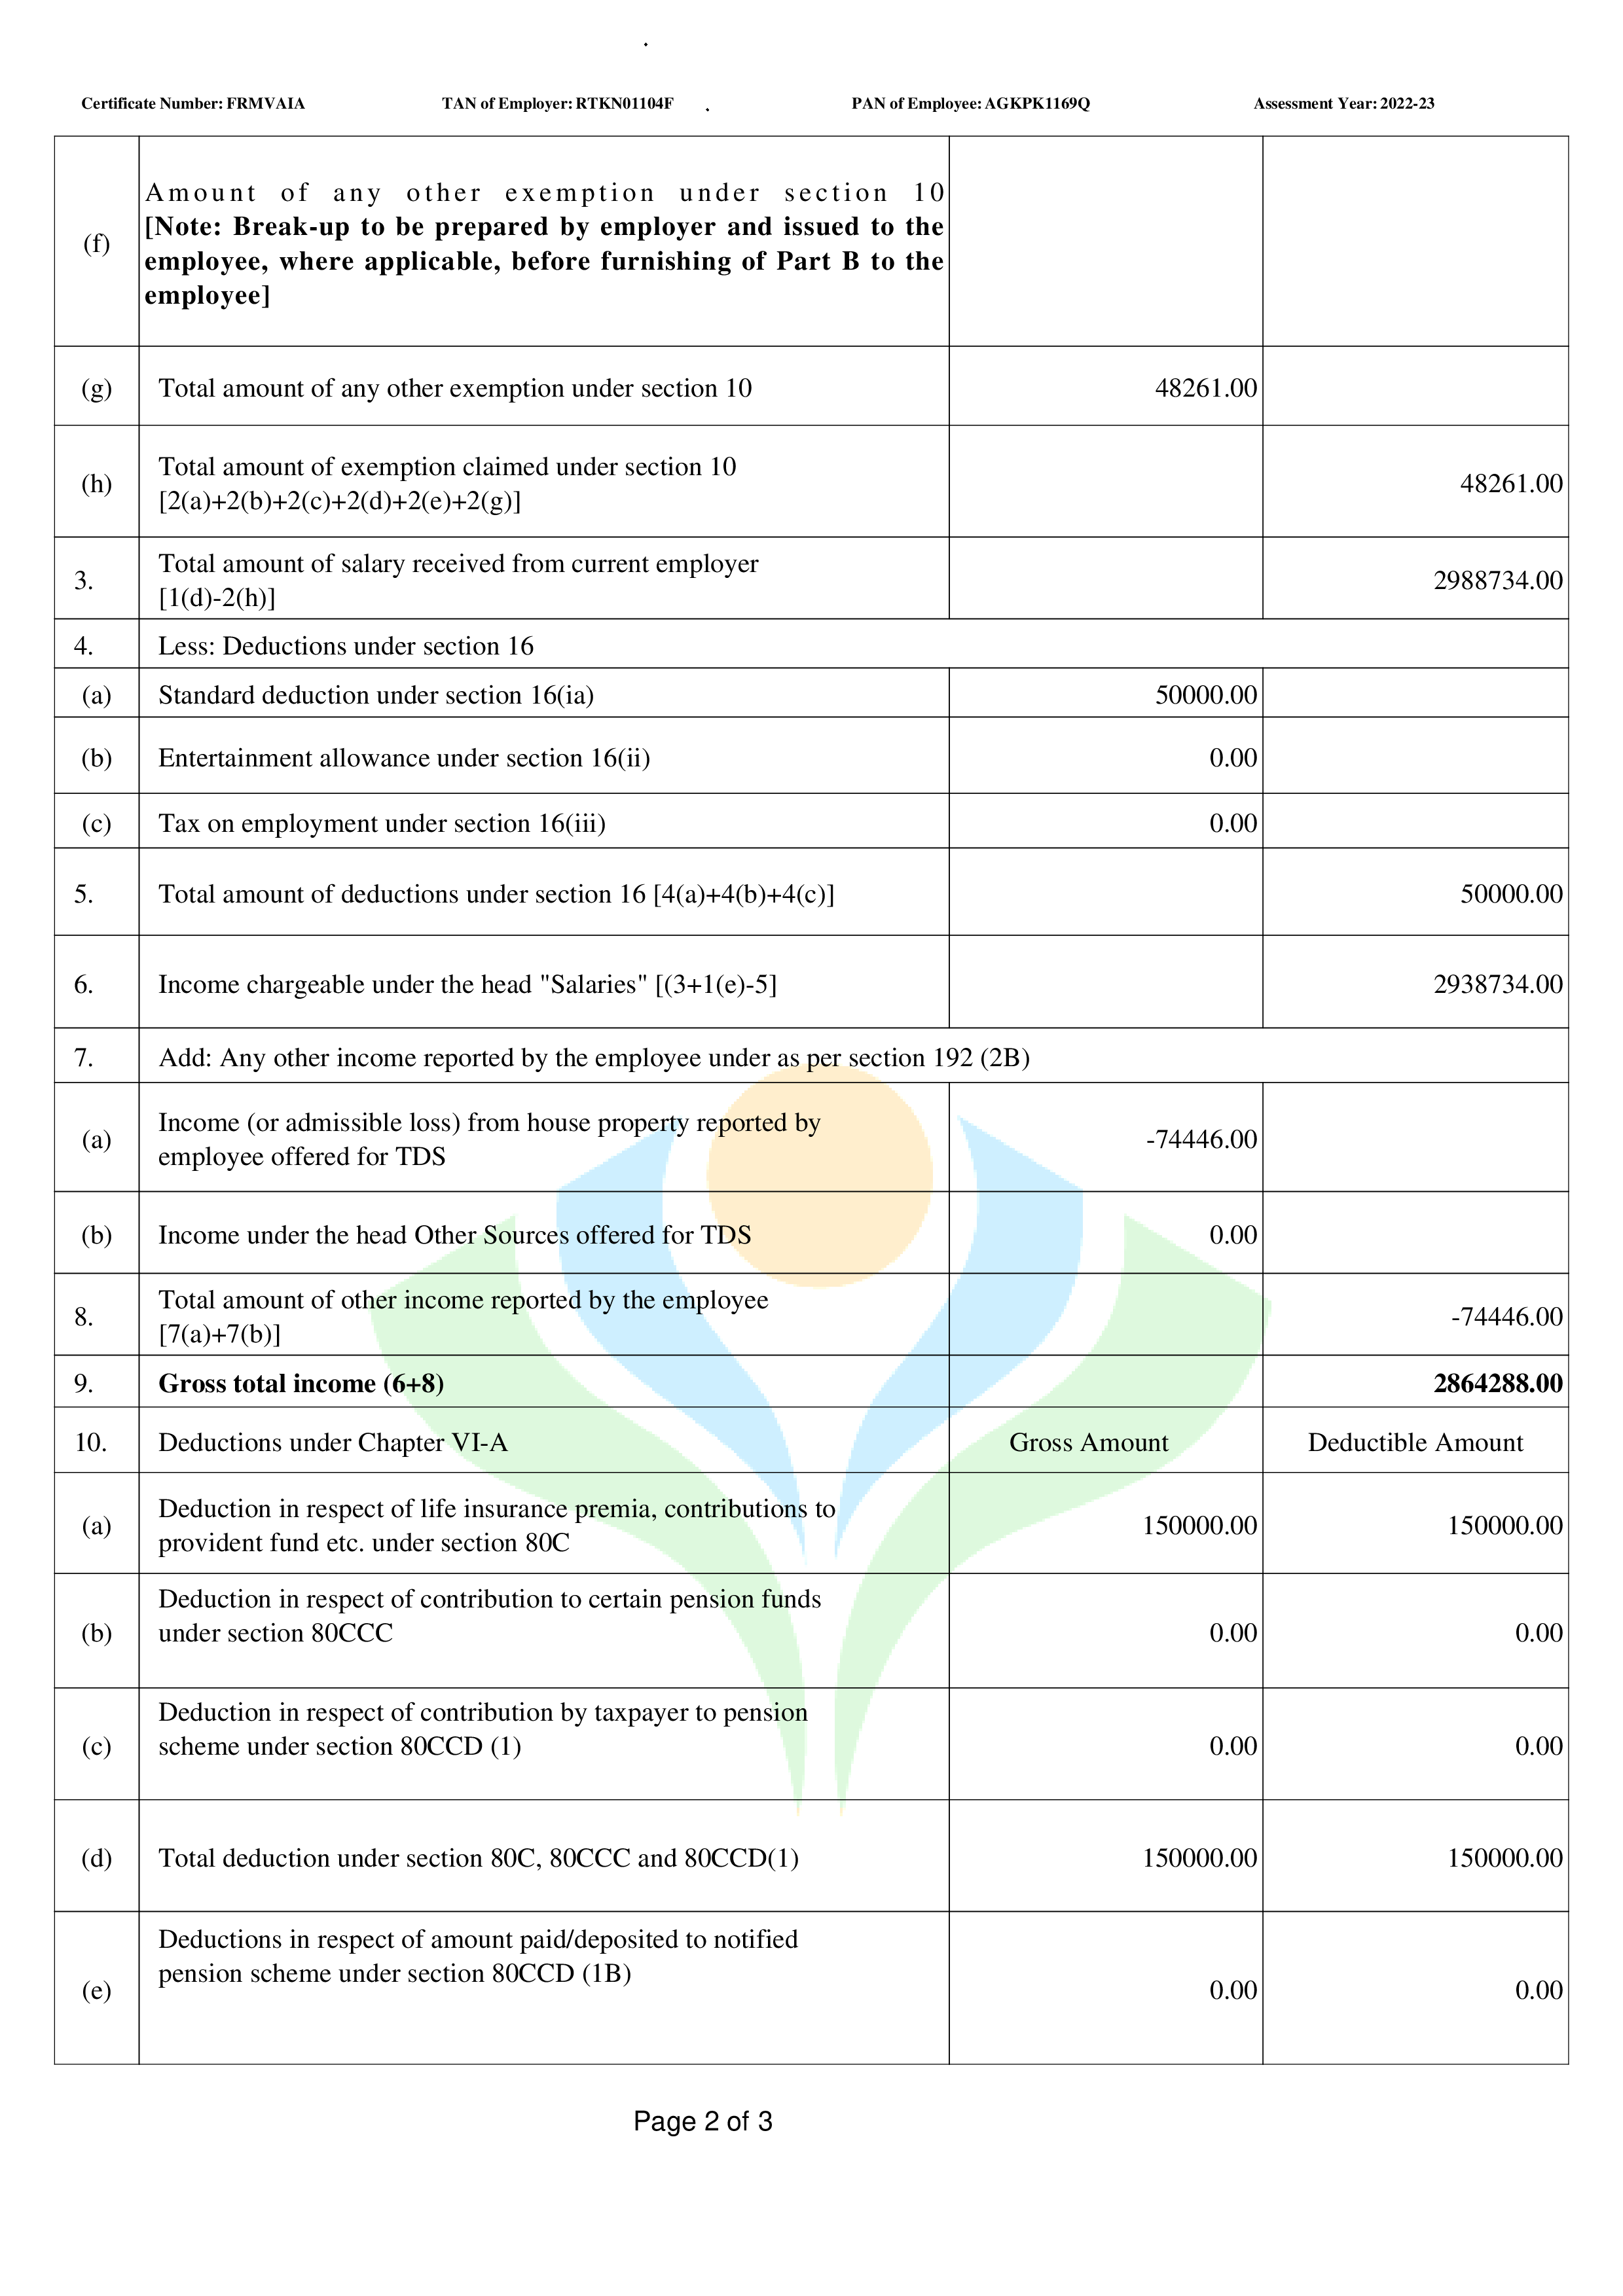 Certificate Number: FRMVAIA TAN of Employer: RTKN01104F PAN of Employee: AGKPK1169Q Assessment Year: 2022-23
(f) Amount of any other exemption under section 10
[Note: Break-up to be prepared by employer and issued to the
employee, where applicable, before furnishing of Part B to the
employee]
(g) Total amount of any other exemption under section 10 48261.00
(h) Total amount of exemption claimed under section 10
[2(a)+2(b)+2(c)+2(d)+2(e)+2(g)] 48261.00
3. Total amount of salary received from current employer
[1(d)-2(h)] 2988734.00
4. Less: Deductions under section 16
(a) Standard deduction under section 16(ia) 50000.00
(b) Entertainment allowance under section 16(ii) 0.00
(c) Tax on employment under section 16(iii) 0.00
5. Total amount of deductions under section 16 [4(a)+4(b)+4(c)] 50000.00
6. Income chargeable under the head "Salaries" [(3+1(e)-5] 2938734.00
7. Add: Any other income reported by the employee under as per section 192 (2B)
(a) Income (or admissible loss) from house property reported by
employee offered for TDS -74446.00
(b) Income under the head Other Sources offered for TDS 0.00
8. Total amount of other income reported by the employee
[7(a)+7(b)] -74446.00
9. Gross total income (6+8) 2864288.00
10. Deductions under Chapter VI-A Gross Amount Deductible Amount
(a) Deduction in respect of life insurance premia, contributions to
provident fund etc. under section 80C 150000.00 150000.00
(b) Deduction in respect of contribution to certain pension funds
under section 80CCC 0.00 0.00
(c) Deduction in respect of contribution by taxpayer to pension
scheme under section 80CCD (1) 0.00 0.00
(d) Total deduction under section 80C, 80CCC and 80CCD(1) 150000.00 150000.00
(e) Deductions in respect of amount paid/deposited to notified
pension scheme under section 80CCD (1B) 0.00 0.00
Page 2 of 3